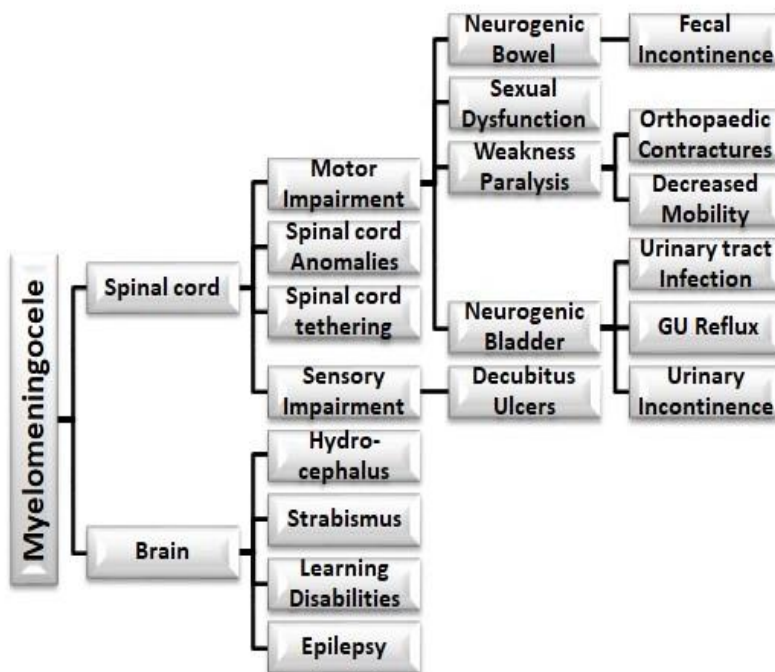 Myelomeningocele
Spinal cord
Brain
Motor
Impairment
Spinal cord
Anomalies
Spinal cord
tethering
Sensory
Impairment
Hydro-
cephalus
Strabismus
Learning
Disabilities
Epilepsy
Neurogenic
Bowel
Sexual
Dysfunction
Weakness
Paralysis
Neurogenic
Bladder
Decubitus
Ulcers
Fecal
Incontinence
Orthopaedic
Contractures
Decreased
Mobility
Urinary tract
Infection
GU Reflux
Urinary
Incontinence